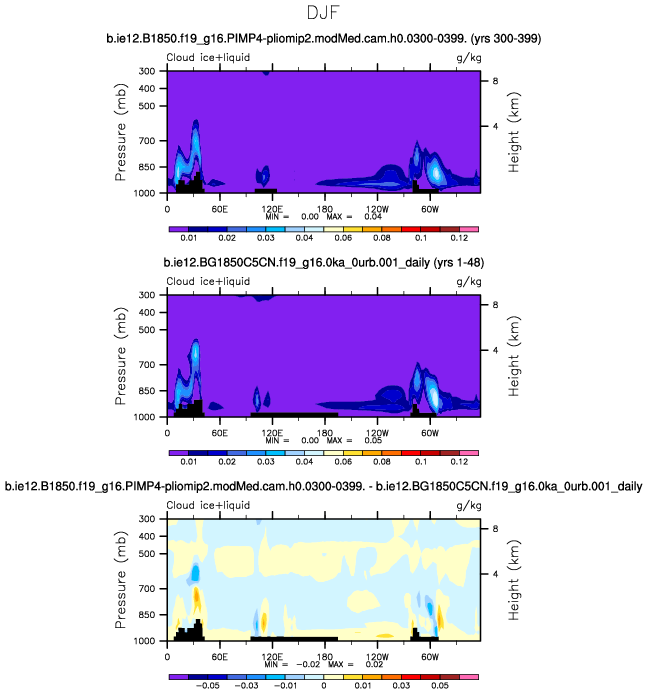 DJF
b.ie12.B1850.f19_g16.PIMP4-pliomip2.modMed.cam.h0.0300-0399. (yrs 300-399)
Cloud ice+liquid g/kg
300
400
500
700
850
1000
Pressure (mb)
8
4
Height (km)
0 60E 120E 180 120W 60W
MIN = 0.00 MAX = 0.04
0.01 0.02 0.03 0.04 0.06 0.08 0.1 0.12
b.ie12.BG1850C5CN.f19_g16.0ka_0urb.001_daily (yrs 1-48)
Cloud ice+liquid g/kg
300
400
500
700
850
1000
Pressure (mb)
8
4
Height (km)
0 60E 120E 180 120W 60W
MIN = 0.00 MAX = 0.05
0.01 0.02 0.03 0.04 0.06 0.08 0.1 0.12
b.ie12.B1850.f19_g16.PIMP4-pliomip2.modMed.cam.h0.0300-0399. - b.ie12.BG1850C5CN.f19_g16.0ka_0urb.001_daily
Cloud ice+liquid g/kg
300
400
500
700
850
1000
Pressure (mb)
8
4
Height (km)
0 60E 120E 180 120W 60W
MIN = -0.02 MAX = 0.02
-0.05 -0.03 -0.01 0 0.01 0.03 0.05